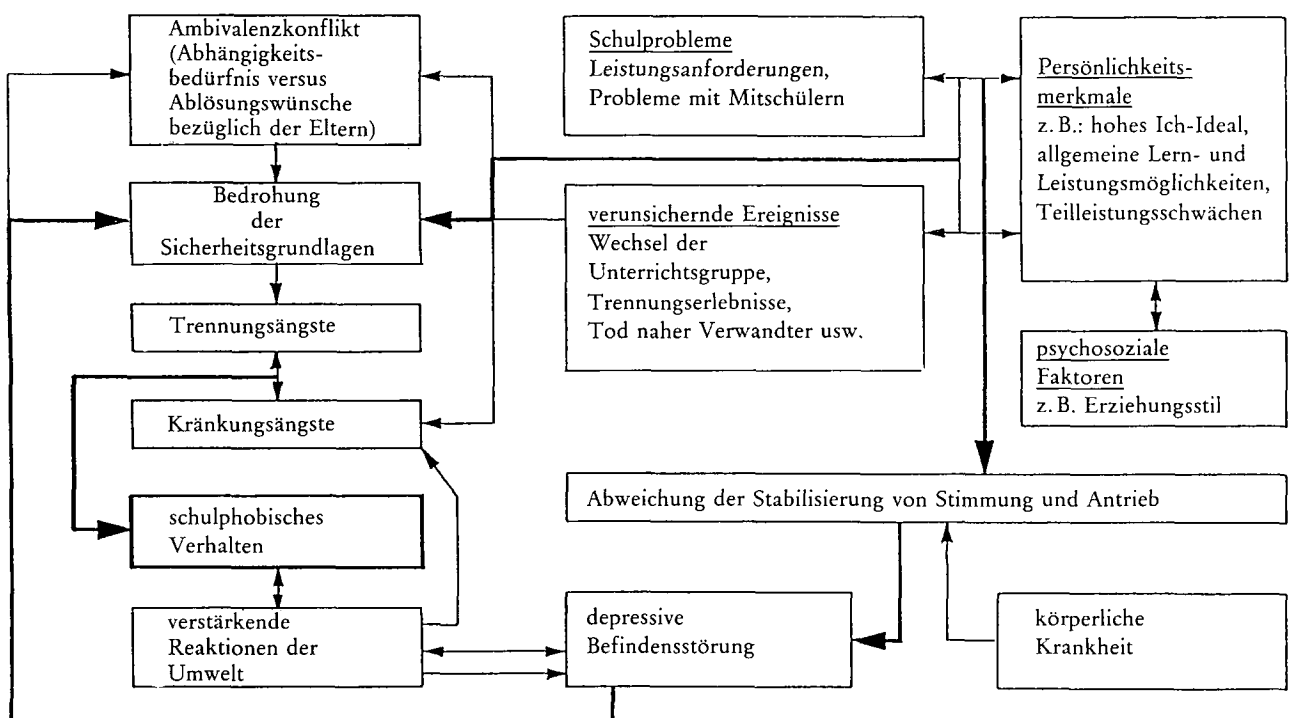 Ambivalenzkonflikt
(Abhängigkeits-
bedürfnis versus
Ablösungswünsche
bezüglich der Eltern)
Bedrohung
der
Sicherheitsgrundlagen
Trennungsängste
Kränkungsängste
schulphobisches
Verhalten
verstärkende
Reaktionen der
Umwelt
Schulprobleme
Leistungsanforderungen,
Probleme mit Mitschülern
verunsichernde Ereignisse
Wechsel der
Unterrichtsgruppe,
Trennungserlebnisse,
Tod naher Verwandter usw.
Persönlichkeits-
merkmale
z. B.: hohes Ich-Ideal,
allgemeine Lern- und
Leistungsmöglichkeiten,
Teilleistungsschwächen
psychosoziale
Faktoren
z. B. Erziehungsstil
Abweichung der Stabilisierung von Stimmung und Antrieb
depressive
Befindensstörung
körperliche
Krankheit